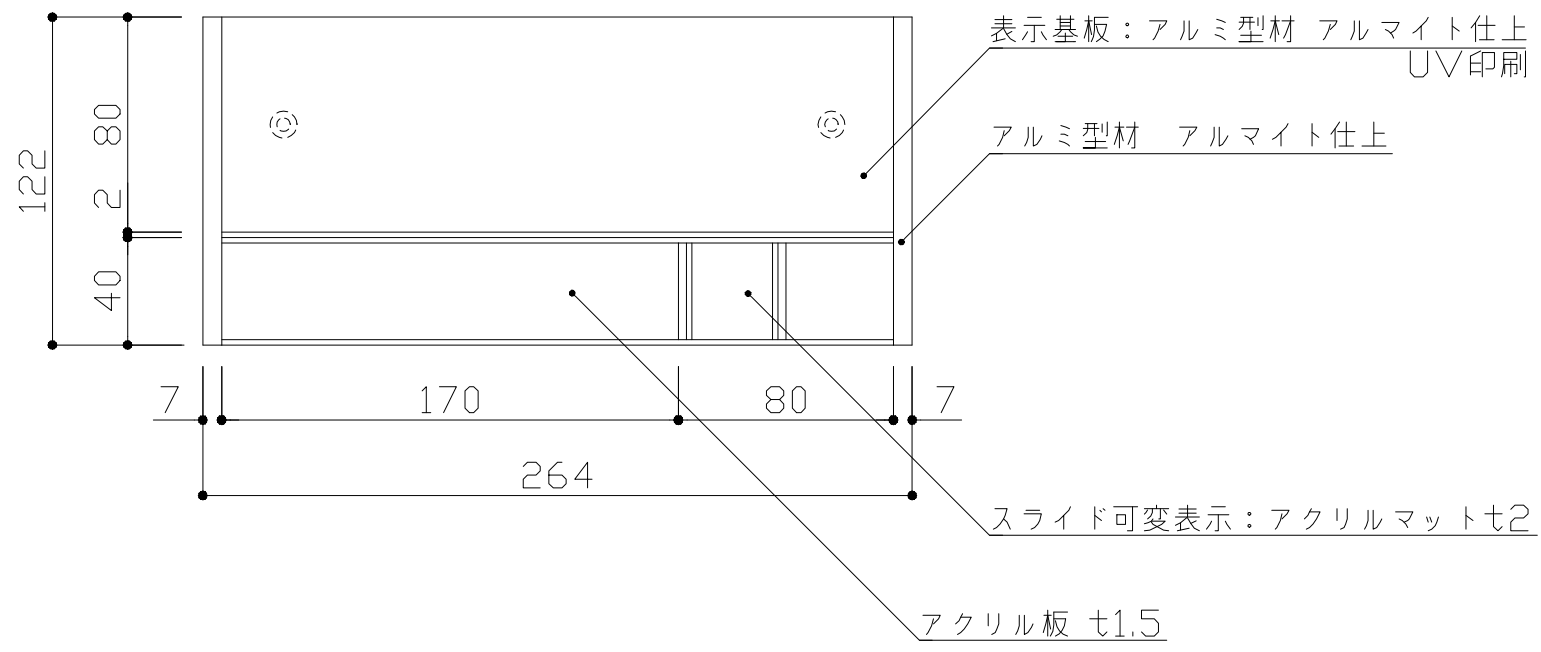 表示基板：アルミ型材 アルマイト仕上
UV印刷
アルミ型材　アルマイト仕上
122
80
2
40
7
170
80
7
264
スライド可変表示：アクリルマットt2
アクリル板 t1.5